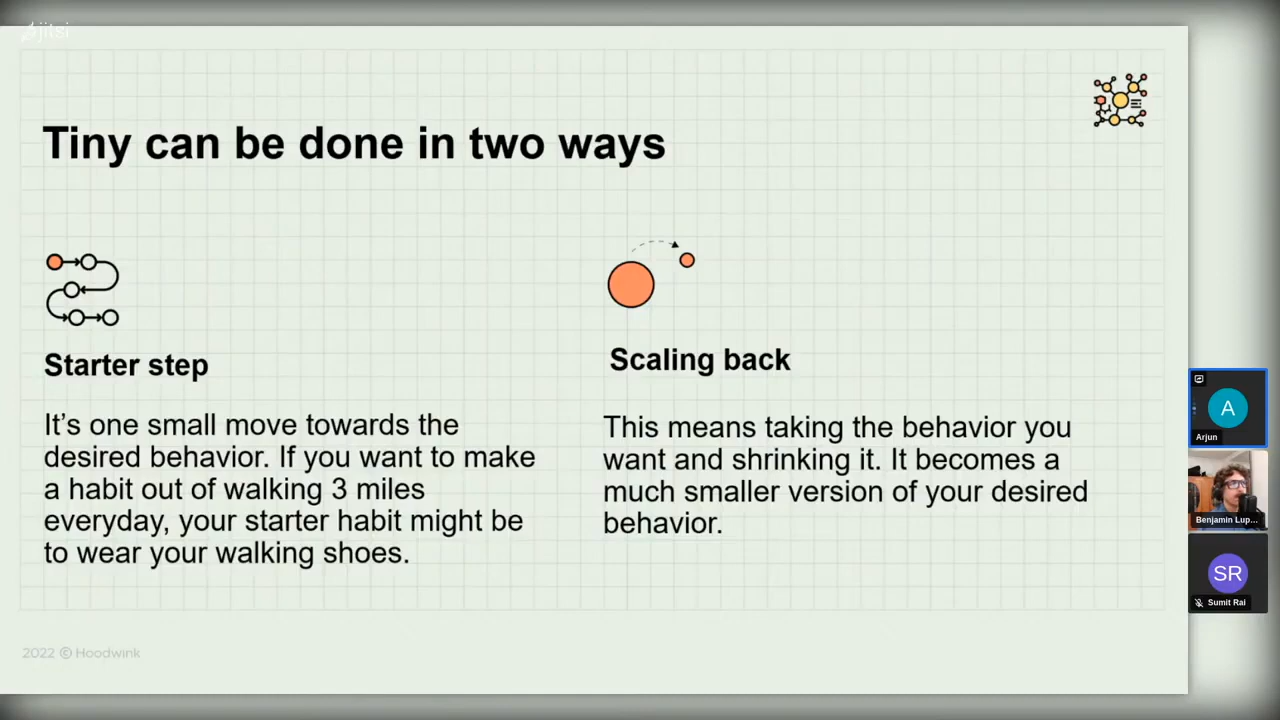 jitsi
Tiny can be done in two ways
Starter step
It’s one small move towards the
desired behavior. If you want to make
a habit out of walking 3 miles
everyday, your starter habit might be
to wear your walking shoes.
Scaling back
This means taking the behavior you
want and shrinking it. It becomes a
much smaller version of your desired
behavior.
2022 © Hoodwink
A
Arjun
Benjamin Lup...
SR
Sumit Rai